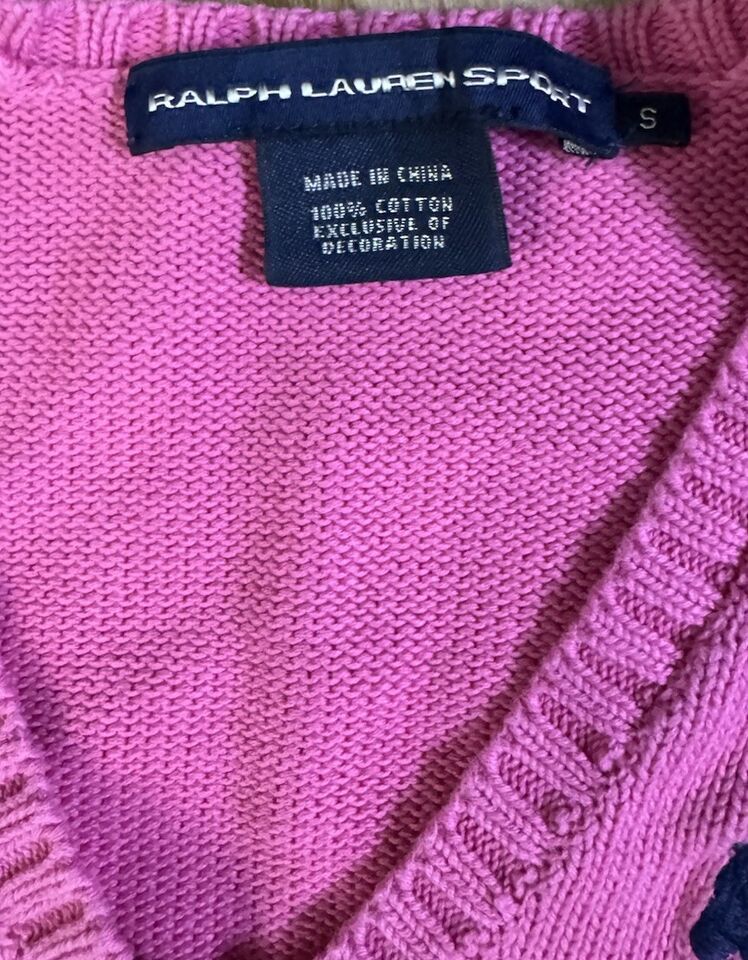 RALPH LAUREN SPORT
S
MADE IN CHINA
100% COTTON
EXCLUSIVE OF
DECORATION